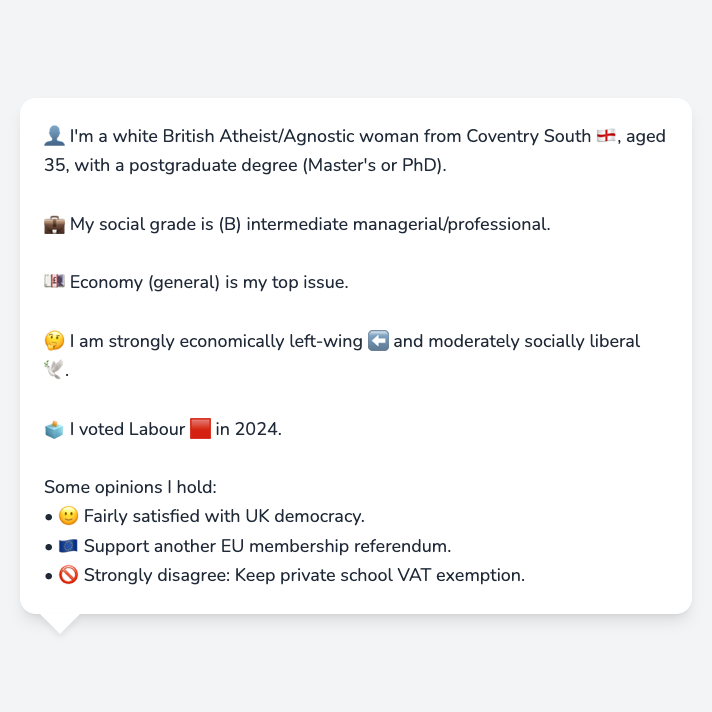 👤 I'm a white British Atheist/Agnostic woman from Coventry South 🏴󠁧󠁢󠁥󠁮󠁧󠁿, aged
35, with a postgraduate degree (Master's or PhD).
💼 My social grade is (B) intermediate managerial/professional.
💷 Economy (general) is my top issue.
🤔 I am strongly economically left-wing ⬅️ and moderately socially liberal
🕊️.
🗳️ I voted Labour 🟥 in 2024.
Some opinions I hold:
• 🙂 Fairly satisfied with UK democracy.
• 🇪🇺 Support another EU membership referendum.
• 🚫 Strongly disagree: Keep private school VAT exemption.